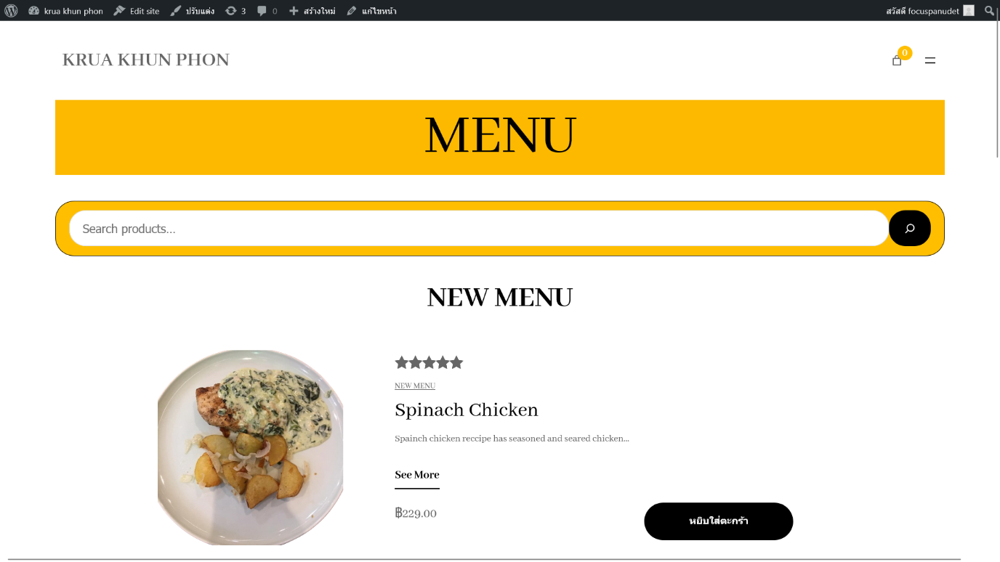 krua khun phon Edit site ปรับแต่ง 3 0 สร้างใหม่ แก้ไขหน้า สวัสดี focuspanudet
KRUA KHUN PHON 0
MENU
Search products...
NEW MENU
NEW MENU
Spinach Chicken
Spainch chicken reccipe has seasoned and seared chicken...
See More
฿229.00
หยิบใส่ตะกร้า